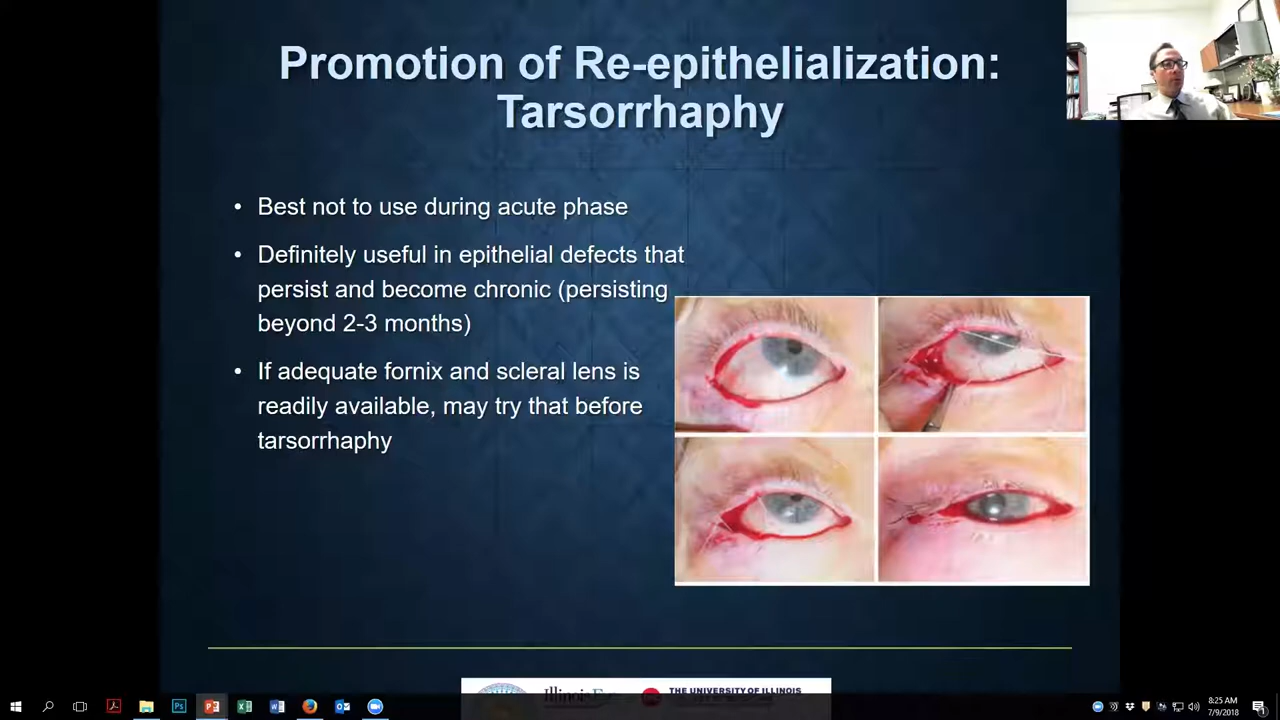 Promotion of Re-epithelialization:
Tarsorrhaphy
• Best not to use during acute phase
• Definitely useful in epithelial defects that
persist and become chronic (persisting
beyond 2-3 months)
• If adequate fornix and scleral lens is
readily available, may try that before
tarsorrhaphy
THE UNIVERSITY OF ILLINOIS
8:25 AM
7/9/2018